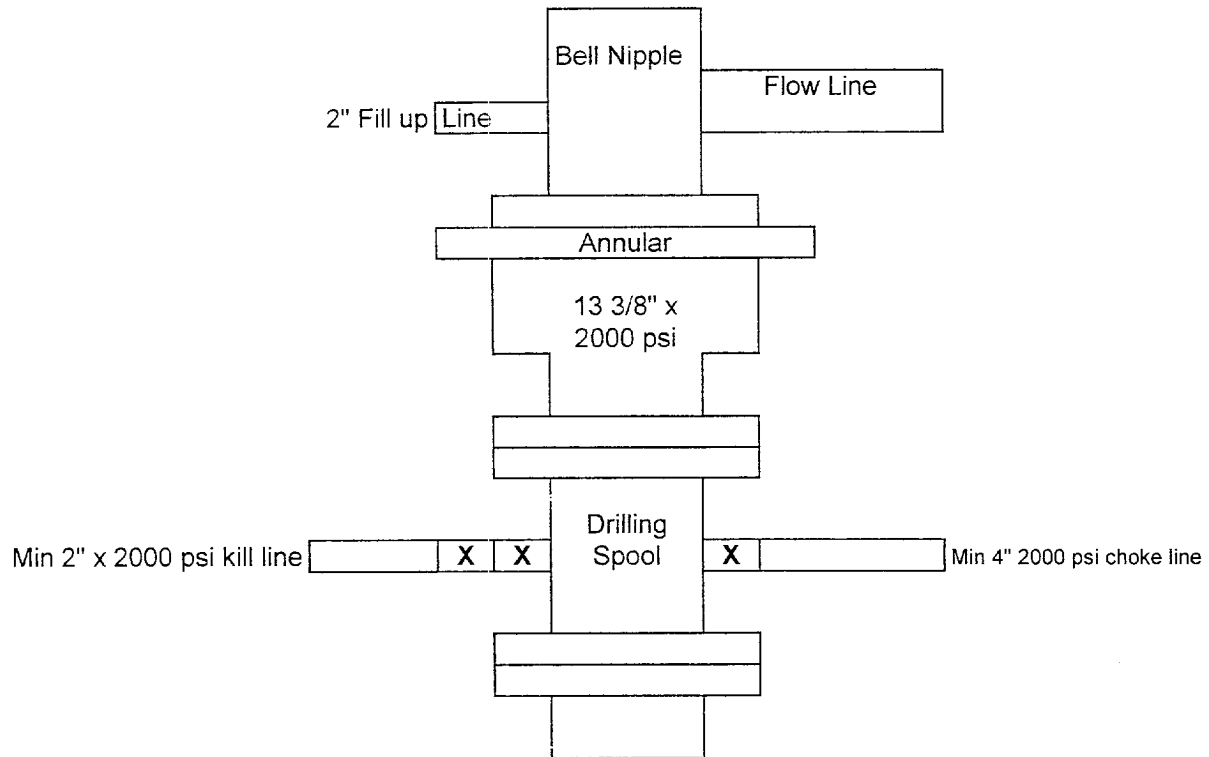 Bell Nipple
Flow Line
2" Fill up Line
Annular
13 3/8" x
2000 psi
Drilling
Spool
Min 2" x 2000 psi kill line
X X
X
Min 4" 2000 psi choke line